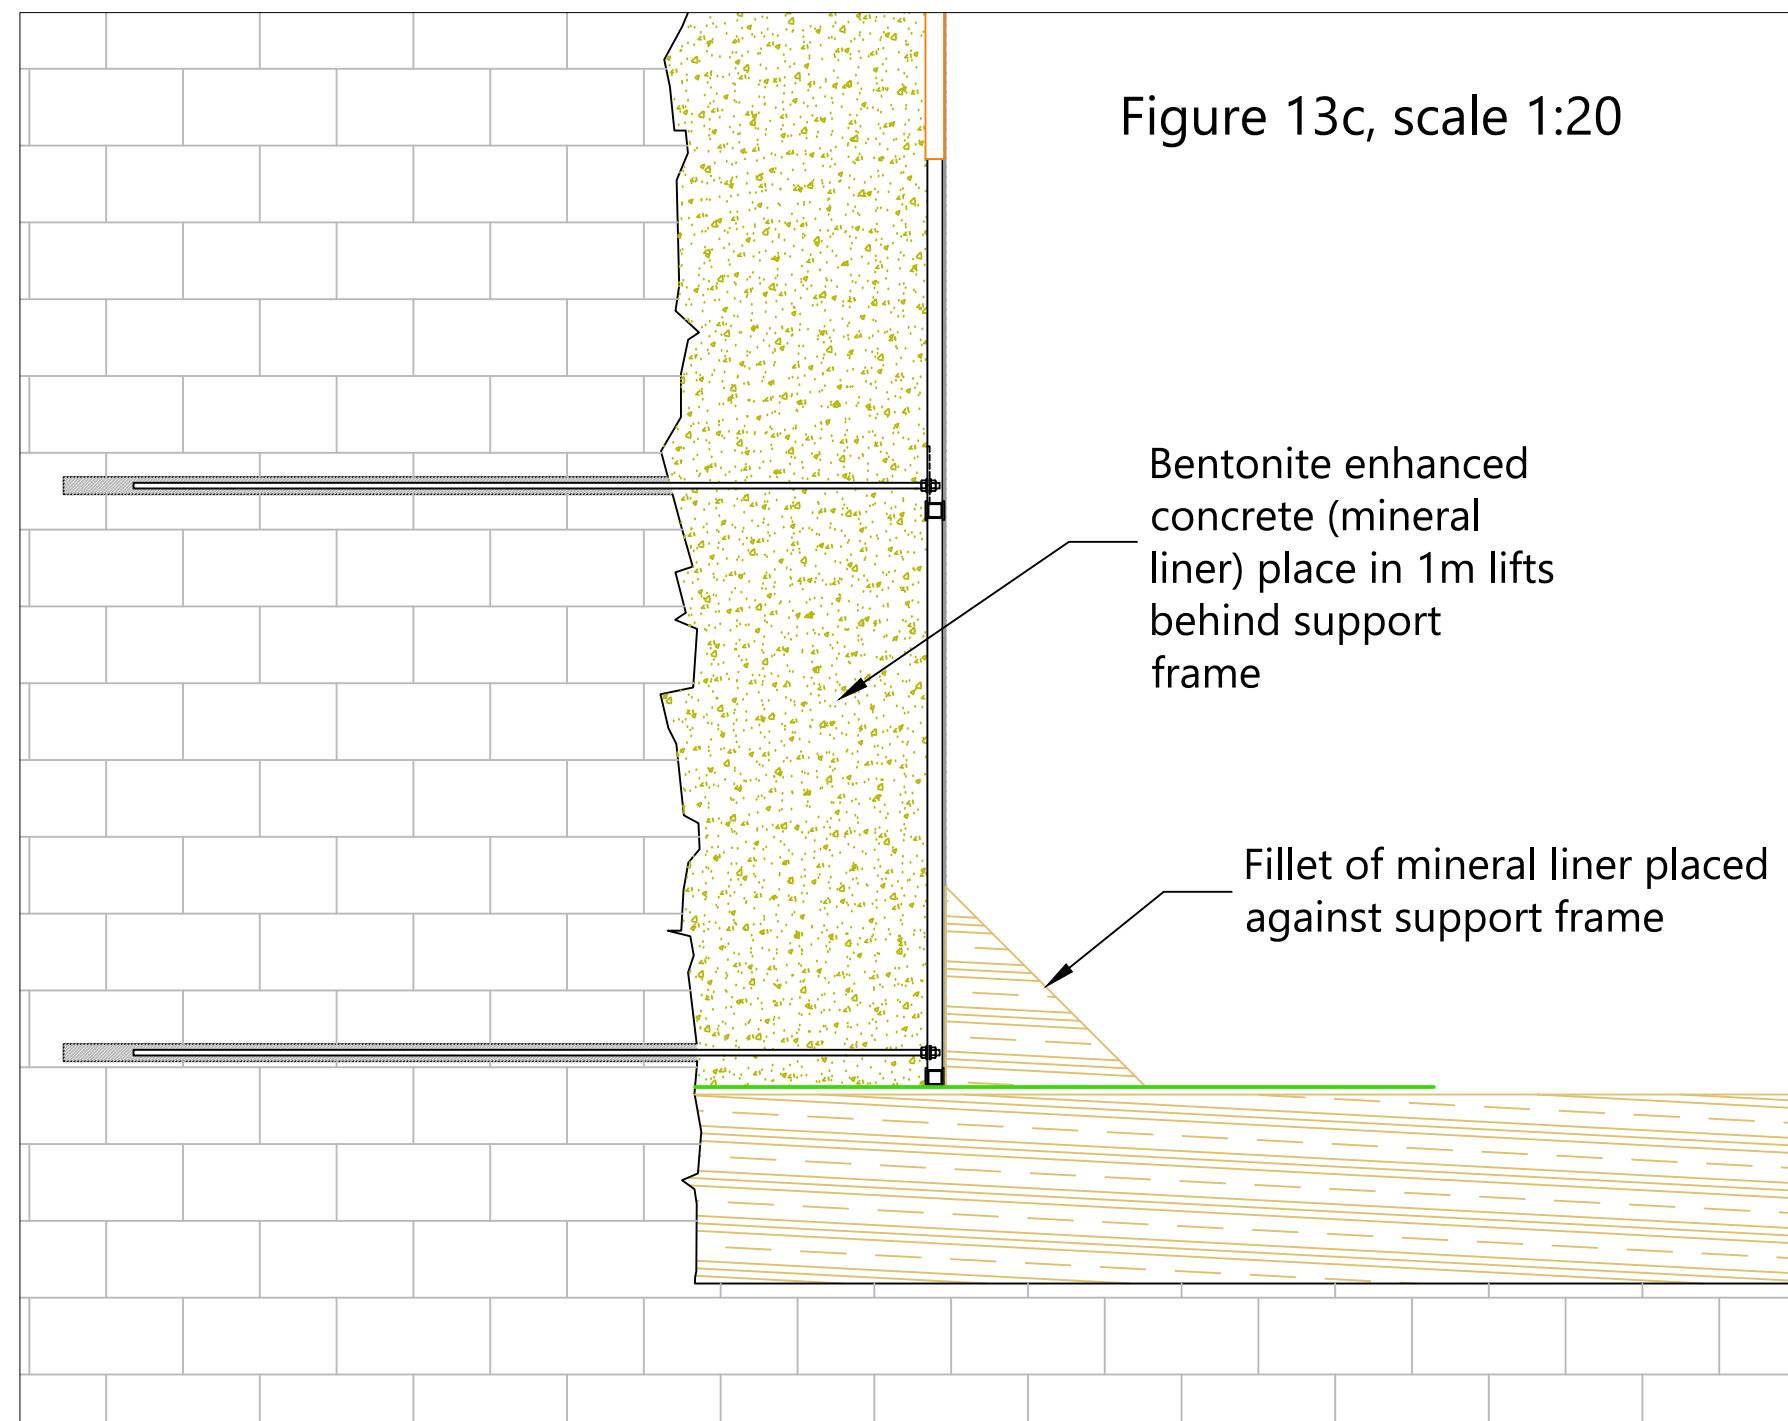 Figure 13c, scale 1:20
Bentonite enhanced
concrete (mineral
liner) place in 1m lifts
behind support
frame
Fillet of mineral liner placed
against support frame